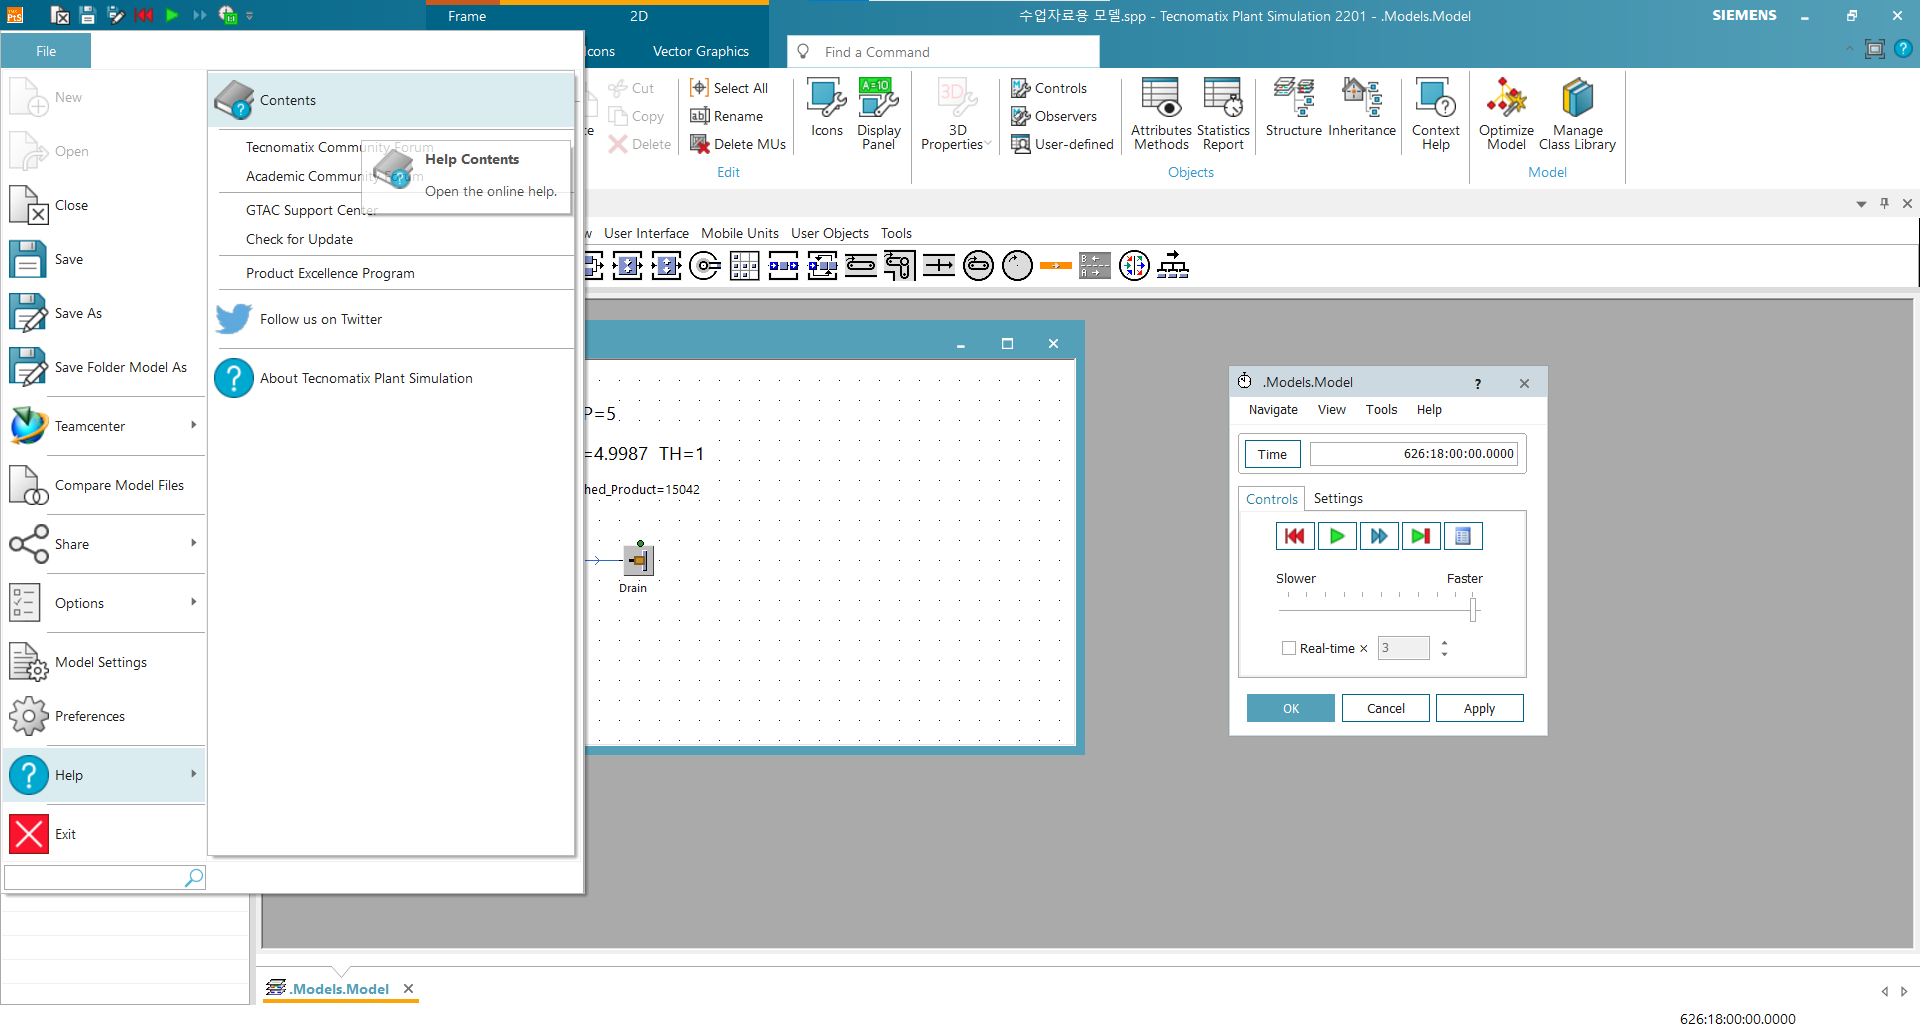 Frame
2D
수업자료용 모델.spp - Tecnomatix Plant Simulation 2201 - .Models.Model
SIEMENS
File
Icons
Vector Graphics
Find a Command
New
Open
Close
Save
Save As
Save Folder Model As
Teamcenter
Compare Model Files
Share
Options
Model Settings
Preferences
Help
Exit
Contents
Tecnomatix Community Forum
Academic Community Forum
GTAC Support Center
Check for Update
Product Excellence Program
Follow us on Twitter
About Tecnomatix Plant Simulation
Help Contents
Open the online help.
Cut
Copy
Delete
Select All
Rename
Delete MUs
Edit
Icons
Display Panel
3D Properties
Controls
Observers
User-defined
Attributes Methods
Statistics Report
Objects
Structure
Inheritance
Context Help
Optimize Model
Manage Class Library
Model
User Interface
Mobile Units
User Objects
Tools
P=5
=4.9987 TH=1
hed_Product=15042
Drain
.Models.Model
Navigate
View
Tools
Help
Time
626:18:00:00.0000
Controls
Settings
Slower
Faster
Real-time ×
3
OK
Cancel
Apply
.Models.Model
626:18:00:00.0000